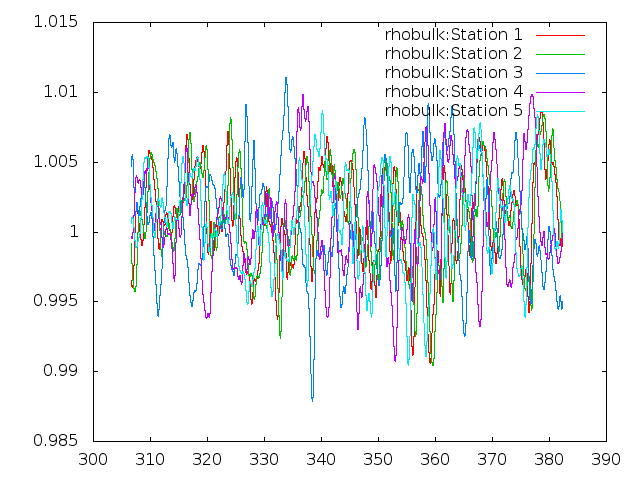 1.015
1.01
1.005
1
0.995
0.99
0.985
300 310 320 330 340 350 360 370 380 390
rhobulk:Station 1
rhobulk:Station 2
rhobulk:Station 3
rhobulk:Station 4
rhobulk:Station 5